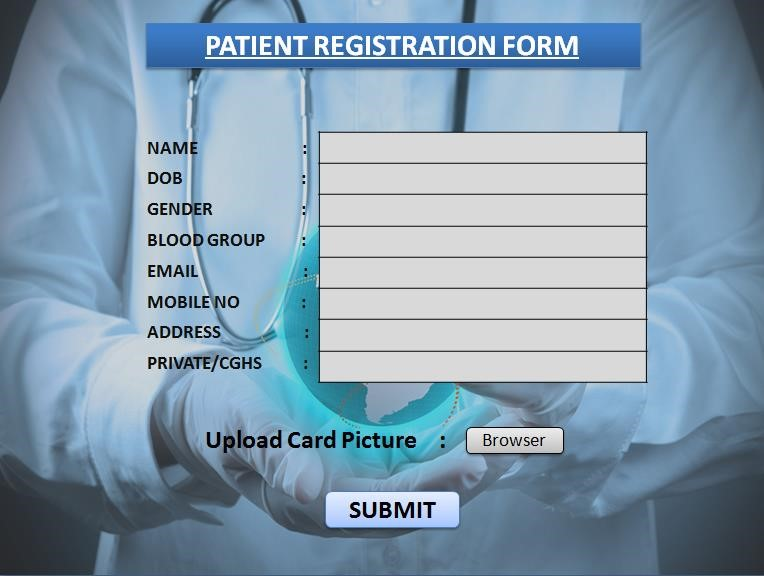 PATIENT REGISTRATION FORM
NAME :
DOB :
GENDER :
BLOOD GROUP :
EMAIL :
MOBILE NO :
ADDRESS :
PRIVATE/CGHS :
Upload Card Picture : Browser
SUBMIT